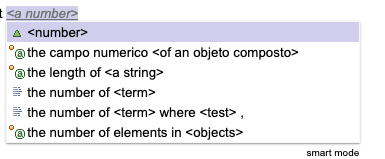 t <a number>
<number>
the campo numerico <of an objeto composto>
the length of <a string>
the number of <term>
the number of <term> where <test> ,
the number of elements in <objects>
smart mode